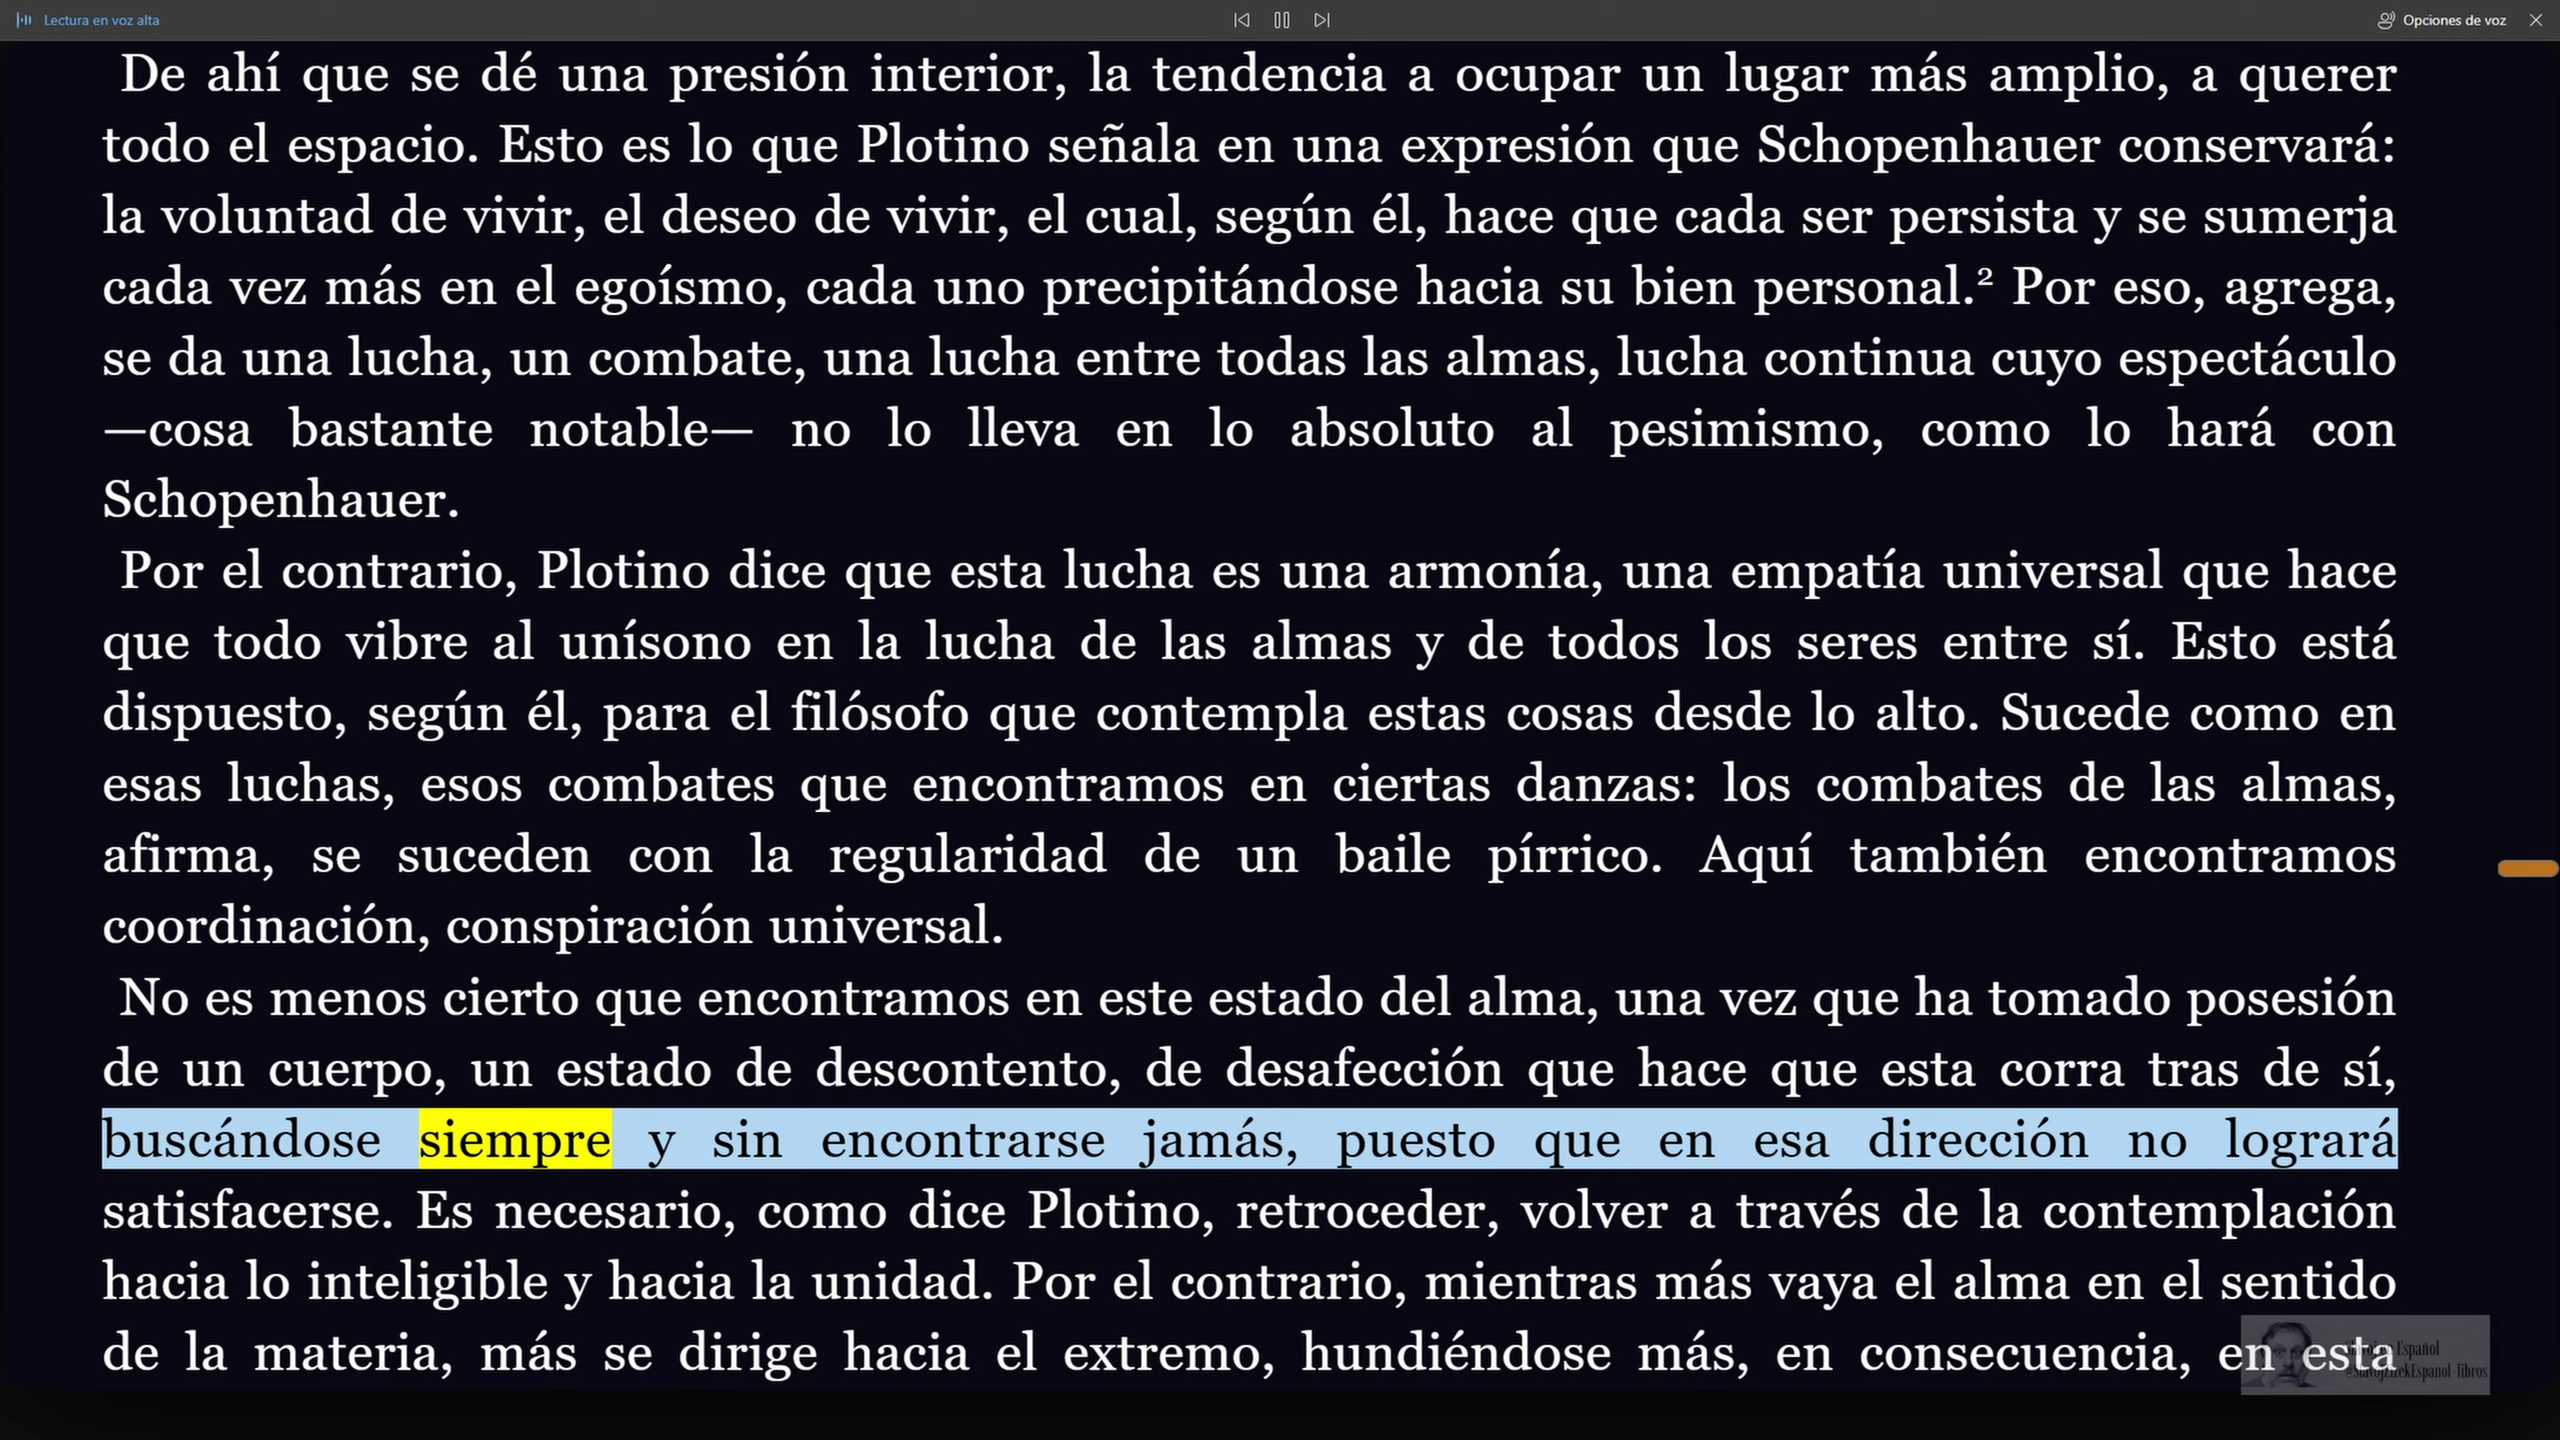 Lectura en voz alta
Opciones de voz
De ahí que se dé una presión interior, la tendencia a ocupar un lugar más amplio, a querer
todo el espacio. Esto es lo que Plotino señala en una expresión que Schopenhauer conservará:
la voluntad de vivir, el deseo de vivir, el cual, según él, hace que cada ser persista y se sumerja
cada vez más en el egoísmo, cada uno precipitándose hacia su bien personal.² Por eso, agrega,
se da una lucha, un combate, una lucha entre todas las almas, lucha continua cuyo espectáculo
—cosa bastante notable— no lo lleva en lo absoluto al pesimismo, como lo hará con
Schopenhauer.
Por el contrario, Plotino dice que esta lucha es una armonía, una empatía universal que hace
que todo vibre al unísono en la lucha de las almas y de todos los seres entre sí. Esto está
dispuesto, según él, para el filósofo que contempla estas cosas desde lo alto. Sucede como en
esas luchas, esos combates que encontramos en ciertas danzas: los combates de las almas,
afirma, se suceden con la regularidad de un baile pírrico. Aquí también encontramos
coordinación, conspiración universal.
No es menos cierto que encontramos en este estado del alma, una vez que ha tomado posesión
de un cuerpo, un estado de descontento, de desafección que hace que esta corra tras de sí,
buscándose siempre y sin encontrarse jamás, puesto que en esa dirección no logrará
satisfacerse. Es necesario, como dice Plotino, retroceder, volver a través de la contemplación
hacia lo inteligible y hacia la unidad. Por el contrario, mientras más vaya el alma en el sentido
de la materia, más se dirige hacia el extremo, hundiéndose más, en consecuencia, en esta
Español